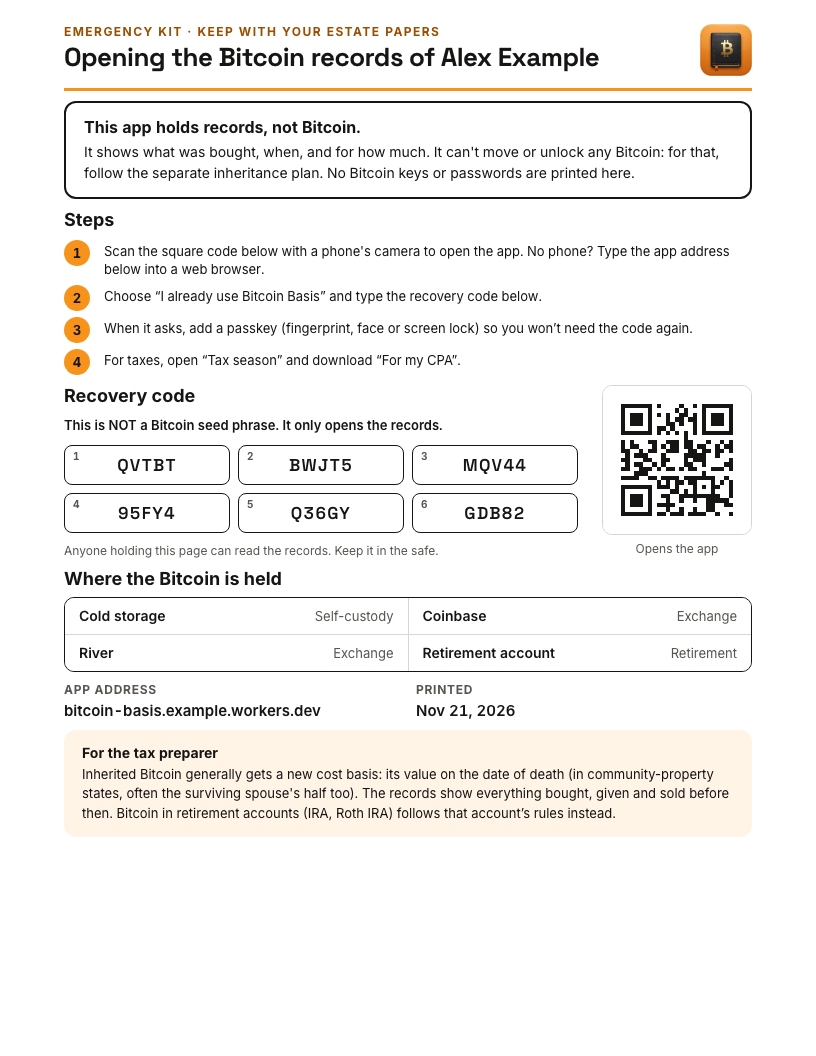 EMERGENCY KIT · KEEP WITH YOUR ESTATE PAPERS
Opening the Bitcoin records of Alex Example
This app holds records, not Bitcoin.
It shows what was bought, when, and for how much. It can't move or unlock any Bitcoin: for that,
follow the separate inheritance plan. No Bitcoin keys or passwords are printed here.
Steps
1 Scan the square code below with a phone's camera to open the app. No phone? Type the app address
below into a web browser.
2 Choose “I already use Bitcoin Basis” and type the recovery code below.
3 When it asks, add a passkey (fingerprint, face or screen lock) so you won’t need the code again.
4 For taxes, open “Tax season” and download “For my CPA”.
Recovery code
This is NOT a Bitcoin seed phrase. It only opens the records.
1 QVTBT 2 BWJT5 3 MQV44
4 95FY4 5 Q36GY 6 GDB82
Anyone holding this page can read the records. Keep it in the safe.
Opens the app
Where the Bitcoin is held
Cold storage Self-custody Coinbase Exchange
River Exchange Retirement account Retirement
APP ADDRESS PRINTED
bitcoin-basis.example.workers.dev Nov 21, 2026
For the tax preparer
Inherited Bitcoin generally gets a new cost basis: its value on the date of death (in community-property
states, often the surviving spouse's half too). The records show everything bought, given and sold before
then. Bitcoin in retirement accounts (IRA, Roth IRA) follows that account’s rules instead.